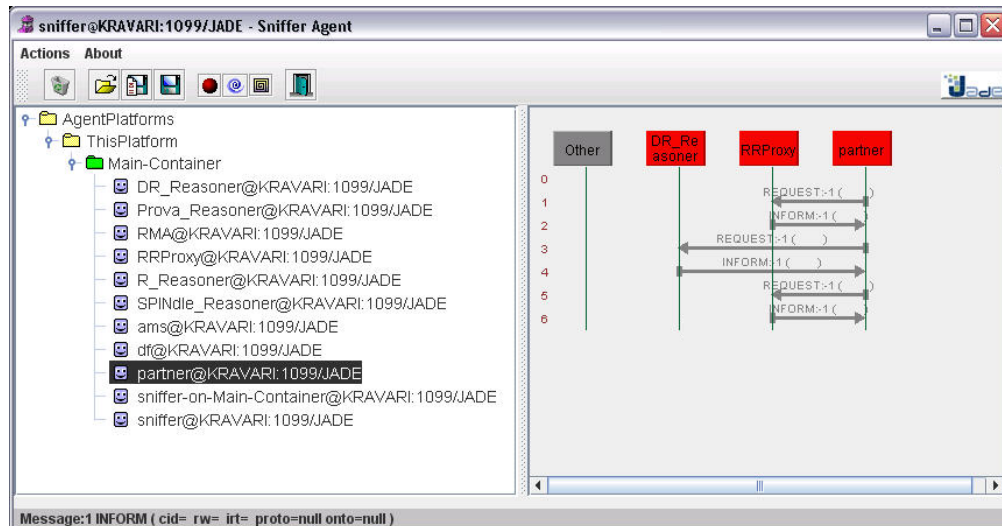 sniffer@KRAVARI:1099/JADE - Sniffer Agent
Actions About
Jade
AgentPlatforms
ThisPlatform
Main-Container
DR_Reasoner@KRAVARI:1099/JADE
Prova_Reasoner@KRAVARI:1099/JADE
RMA@KRAVARI:1099/JADE
RRProxy@KRAVARI:1099/JADE
R_Reasoner@KRAVARI:1099/JADE
SPINdle_Reasoner@KRAVARI:1099/JADE
ams@KRAVARI:1099/JADE
df@KRAVARI:1099/JADE
partner@KRAVARI:1099/JADE
sniffer-on-Main-Container@KRAVARI:1099/JADE
sniffer@KRAVARI:1099/JADE
Other
DR_Re
asoner
RRProxy
partner
0
1
REQUEST:-1 ( )
2
INFORM:-1 ( )
3
REQUEST:-1 ( )
4
INFORM:-1 ( )
5
REQUEST:-1 ( )
6
INFORM:-1 ( )
Message:1 INFORM ( cid= rw= irt= proto=null onto=null )